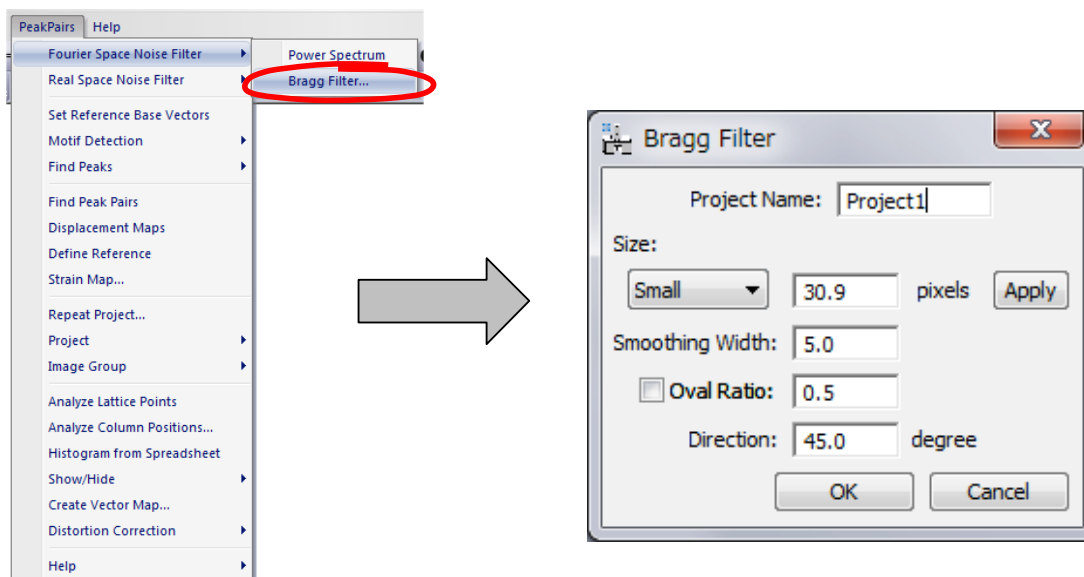 PeakPairs Help
Fourier Space Noise Filter
Real Space Noise Filter
Set Reference Base Vectors
Motif Detection
Find Peaks
Find Peak Pairs
Displacement Maps
Define Reference
Strain Map...
Repeat Project...
Project
Image Group
Analyze Lattice Points
Analyze Column Positions...
Histogram from Spreadsheet
Show/Hide
Create Vector Map...
Distortion Correction
Help
Power Spectrum
Bragg Filter...
Bragg Filter
Project Name: Project1
Size:
Small 30.9 pixels Apply
Smoothing Width: 5.0
Oval Ratio: 0.5
Direction: 45.0 degree
OK Cancel